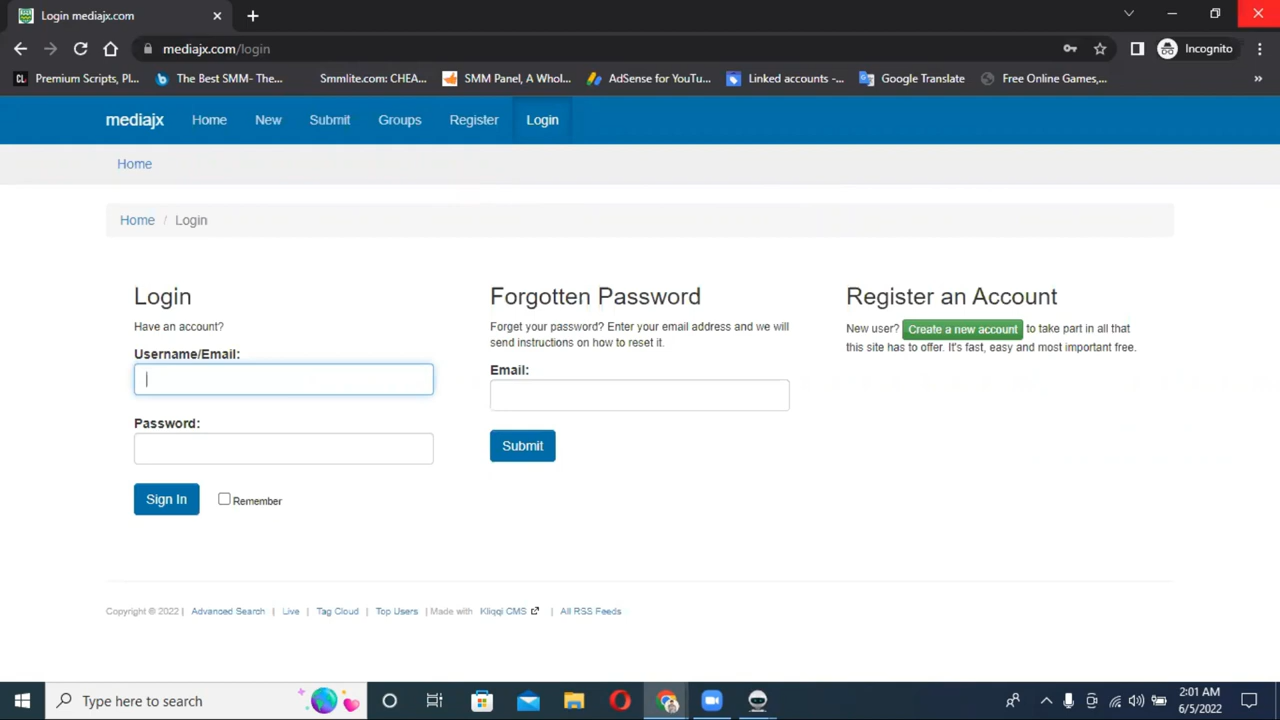 Login mediajx.com
mediajx.com/login
Incognito
Premium Scripts, Pl...
The Best SMM- The...
Smmlite.com: CHEA...
SMM Panel, A Whol...
AdSense for YouTu...
Linked accounts -...
Google Translate
Free Online Games,...
»
mediajx Home New Submit Groups Register Login
Home
Home / Login
Login
Have an account?
Username/Email:
Password:
Sign In
Remember
Forgotten Password
Forget your password? Enter your email address and we will
send instructions on how to reset it.
Email:
Submit
Register an Account
New user? Create a new account to take part in all that
this site has to offer. It's fast, easy and most important free.
Copyright © 2022 | Advanced Search | Live | Tag Cloud | Top Users | Made with Kliqqi CMS | All RSS Feeds
Type here to search
2:01 AM
6/5/2022